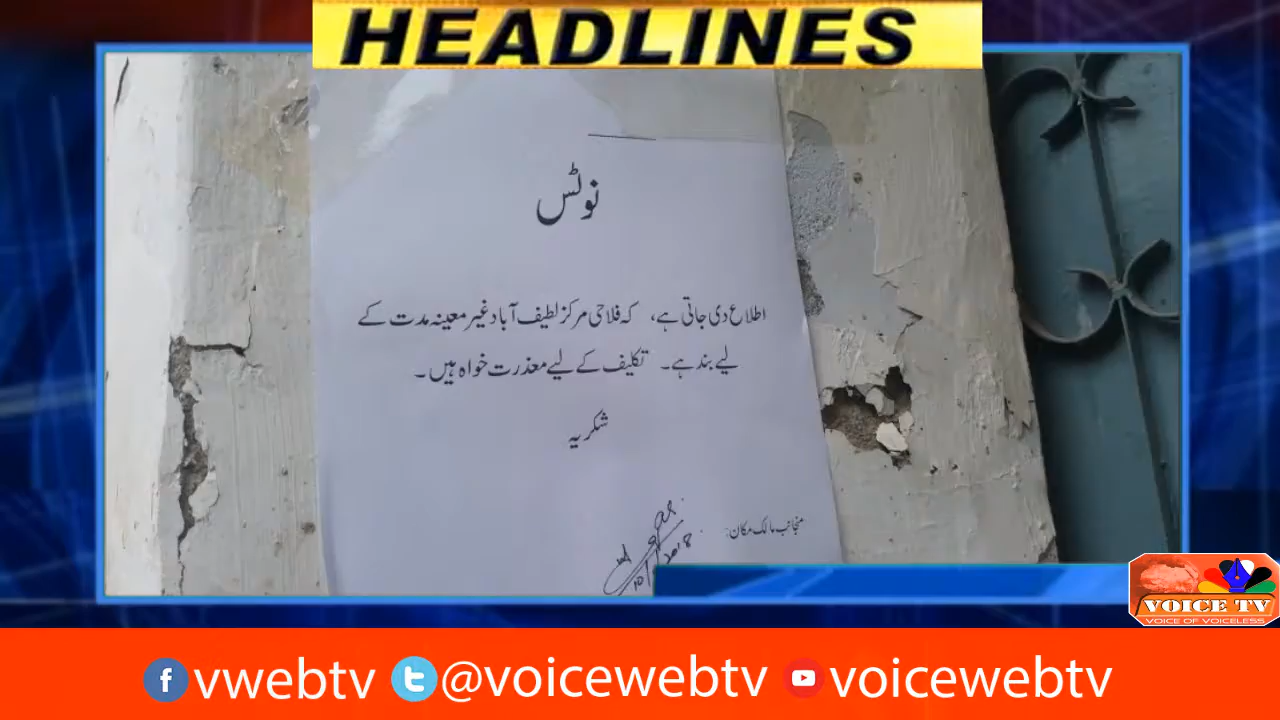 HEADLINES
نوٹس
اطلاع دی جاتی ہے، کہ فلاحی مرکز لطیف آباد غیر معینہ مدت کے
لیے بند ہے۔ تکلیف کے لیے معذرت خواہ ہیں۔
شکریہ
منجانب مالک مکان:
VOICE TV
VOICE OF VOICELESS
vwebtv @voicewebtv voicewebtv